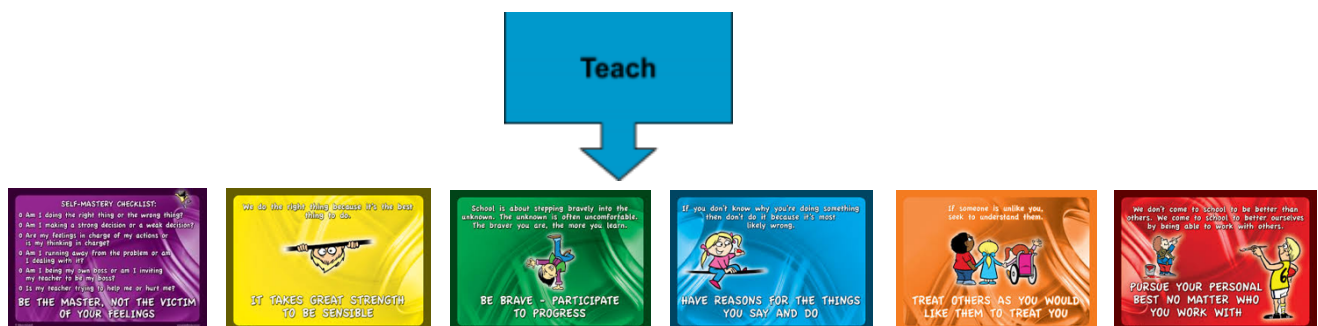 Teach
SELF-MASTERY CHECKLIST:
o Am I doing the right thing or the wrong thing?
o Am I making a strong decision or a weak decision?
o Are my feelings in charge of my actions or
is my thinking in charge?
o Am I running away from the problem or am
I dealing with it?
o Am I being my own boss or am I inviting
my teacher to be my boss?
o Is my teacher trying to help me or hurt me?
BE THE MASTER, NOT THE VICTIM
OF YOUR FEELINGS
We do the right thing because it's the best
thing to do.
IT TAKES GREAT STRENGTH
TO BE SENSIBLE
School is about stepping bravely into the
unknown. The unknown is often uncomfortable.
The braver you are, the more you learn.
BE BRAVE - PARTICIPATE
TO PROGRESS
If you don't know why you're doing something
then don't do it because it's most
likely wrong.
HAVE REASONS FOR THE THINGS
YOU SAY AND DO
If someone is unlike you,
seek to understand them.
TREAT OTHERS AS YOU WOULD
LIKE THEM TO TREAT YOU
We don't come to school to be better than
others. We come to school to better ourselves
by being able to work with others.
PURSUE YOUR PERSONAL
BEST NO MATTER WHO
YOU WORK WITH